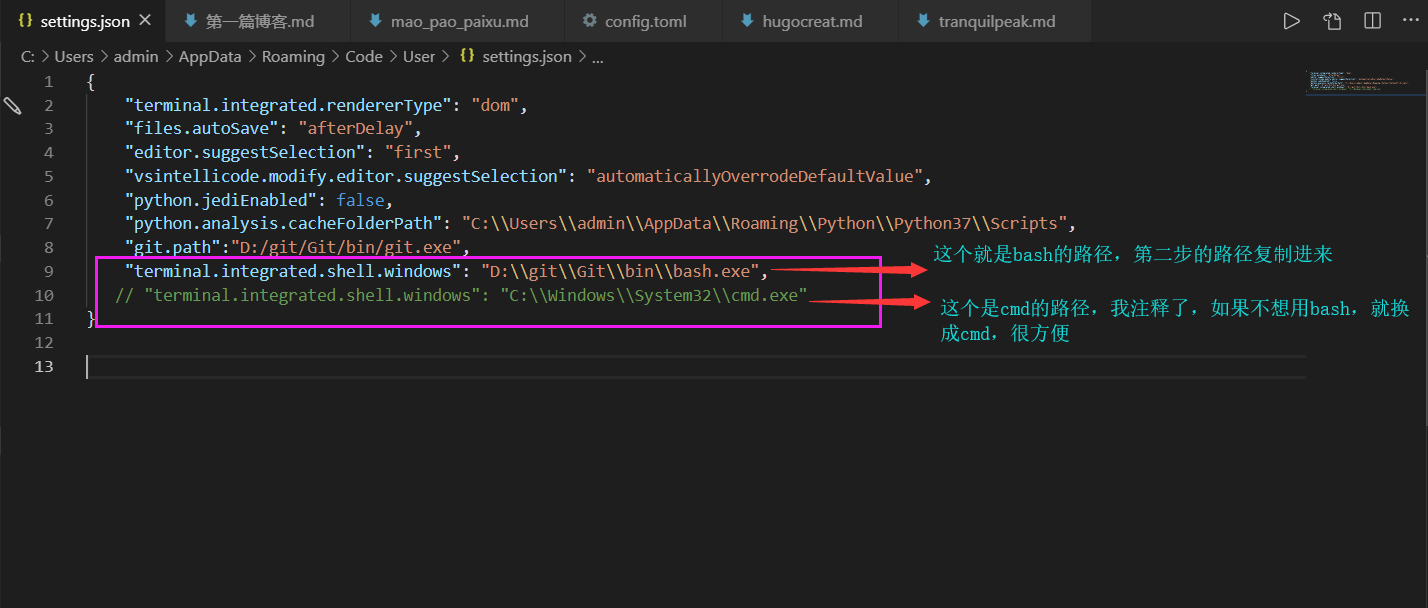 settings.json
第一篇博客.md
mao_pao_paixu.md
config.toml
hugocreat.md
tranquilpeak.md
C: > Users > admin > AppData > Roaming > Code > User > {} settings.json > ...
1 {
2 "terminal.integrated.rendererType": "dom",
3 "files.autoSave": "afterDelay",
4 "editor.suggestSelection": "first",
5 "vsintellicode.modify.editor.suggestSelection": "automaticallyOverrodeDefaultValue",
6 "python.jediEnabled": false,
7 "python.analysis.cacheFolderPath": "C:\\Users\\admin\\AppData\\Roaming\\Python\\Python37\\Scripts",
8 "git.path":"D:/git/Git/bin/git.exe",
9 "terminal.integrated.shell.windows": "D:\\git\\Git\\bin\\bash.exe",
这个就是bash的路径，第二步的路径复制进来
10 // "terminal.integrated.shell.windows": "C:\\Windows\\System32\\cmd.exe"
这个是cmd的路径，我注释了，如果不想用bash，就换
成cmd，很方便
11 }
12
13